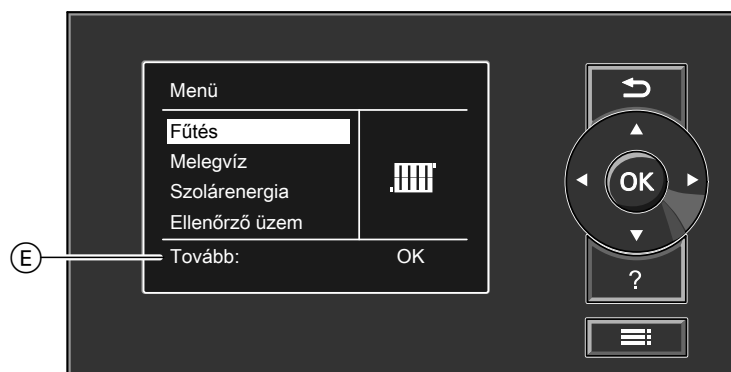 Menü
Fűtés
Melegvíz
Szolárenergia
Ellenőrző üzem
Tovább: OK
E
OK
?